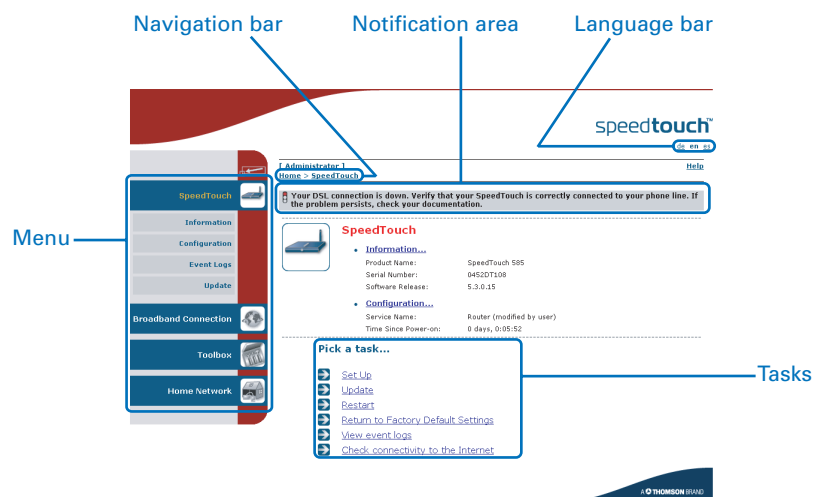 Navigation bar
Notification area
Language bar
speedtouch™
de en es
[ Administrator ]
Home > SpeedTouch
Help
Your DSL connection is down. Verify that your SpeedTouch is correctly connected to your phone line. If
the problem persists, check your documentation.
Menu
SpeedTouch
Information
Configuration
Event Logs
Update
Broadband Connection
Toolbox
Home Network
SpeedTouch
Information...
Product Name: SpeedTouch 585
Serial Number: 0452DT108
Software Release: 5.3.0.15
Configuration...
Service Name: Router (modified by user)
Time Since Power-on: 0 days, 0:05:52
Pick a task...
Set Up
Update
Restart
Return to Factory Default Settings
View event logs
Check connectivity to the Internet
Tasks
A THOMSON BRAND